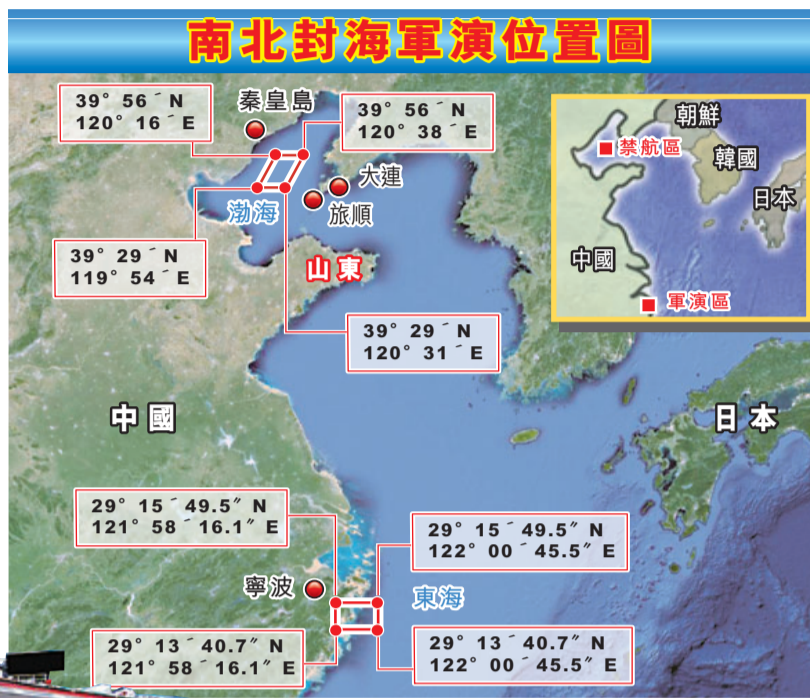 南北封海軍演位置圖
39° 56´ N
120° 16´ E
秦皇島
39° 56´ N
120° 38´ E
朝鮮
禁航區
韓國
日本
中國
軍演區
大連
旅順
渤海
39° 29´ N
119° 54´ E
山東
39° 29´ N
120° 31´ E
中國
日本
29° 15´ 49.5″ N
121° 58´ 16.1″ E
29° 15´ 49.5″ N
122° 00´ 45.5″ E
寧波
東海
29° 13´ 40.7″ N
121° 58´ 16.1″ E
29° 13´ 40.7″ N
122° 00´ 45.5″ E